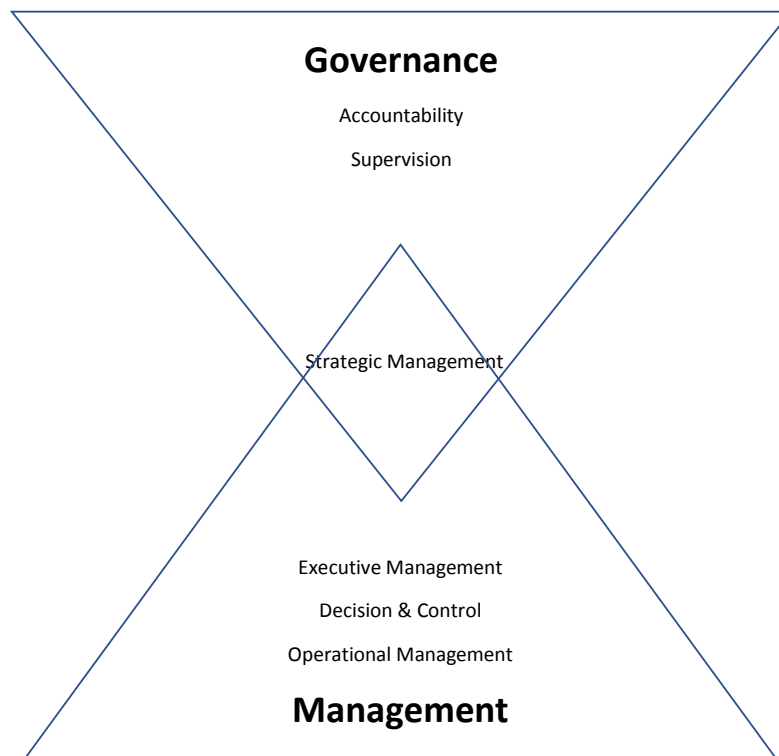 Governance
Accountability
Supervision
Strategic Management
Executive Management
Decision & Control
Operational Management
Management